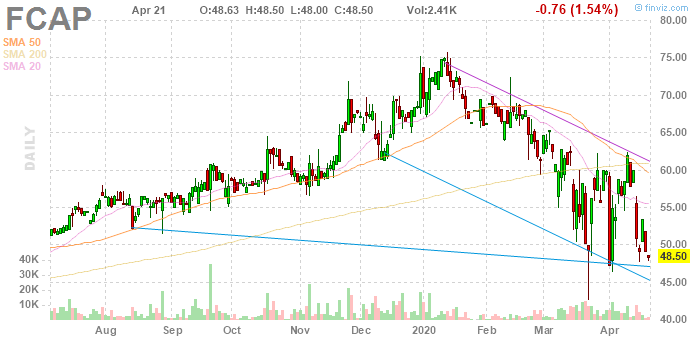 FCAP Apr 21 O:48.63 H:48.50 L:48.00 C:48.50 Vol:2.41K -0.76 (1.54%) © finviz.com
SMA 50
SMA 200
SMA 20
DAILY
80.00
75.00
70.00
65.00
60.00
55.00
50.00
48.50
45.00
40.00
40K
30K
20K
10K
Aug Sep Oct Nov Dec 2020 Feb Mar Apr